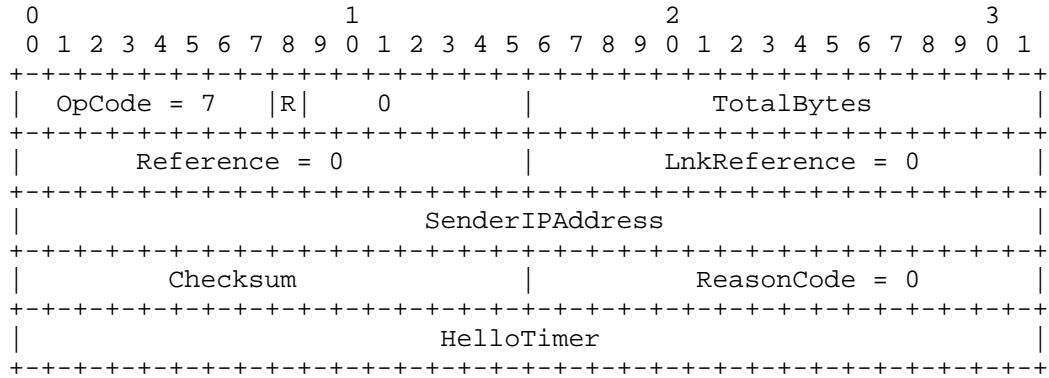 0                   1                   2                   3
 0 1 2 3 4 5 6 7 8 9 0 1 2 3 4 5 6 7 8 9 0 1 2 3 4 5 6 7 8 9 0 1
+-+-+-+-+-+-+-+-+-+-+-+-+-+-+-+-+-+-+-+-+-+-+-+-+-+-+-+-+-+-+-+-+
|  OpCode = 7   |R|    0        |           TotalBytes          |
+-+-+-+-+-+-+-+-+-+-+-+-+-+-+-+-+-+-+-+-+-+-+-+-+-+-+-+-+-+-+-+-+
|       Reference = 0           |        LnkReference = 0       |
+-+-+-+-+-+-+-+-+-+-+-+-+-+-+-+-+-+-+-+-+-+-+-+-+-+-+-+-+-+-+-+-+
|                         SenderIPAddress                       |
+-+-+-+-+-+-+-+-+-+-+-+-+-+-+-+-+-+-+-+-+-+-+-+-+-+-+-+-+-+-+-+-+
|         Checksum              |          ReasonCode = 0       |
+-+-+-+-+-+-+-+-+-+-+-+-+-+-+-+-+-+-+-+-+-+-+-+-+-+-+-+-+-+-+-+-+
|                          HelloTimer                           |
+-+-+-+-+-+-+-+-+-+-+-+-+-+-+-+-+-+-+-+-+-+-+-+-+-+-+-+-+-+-+-+-+